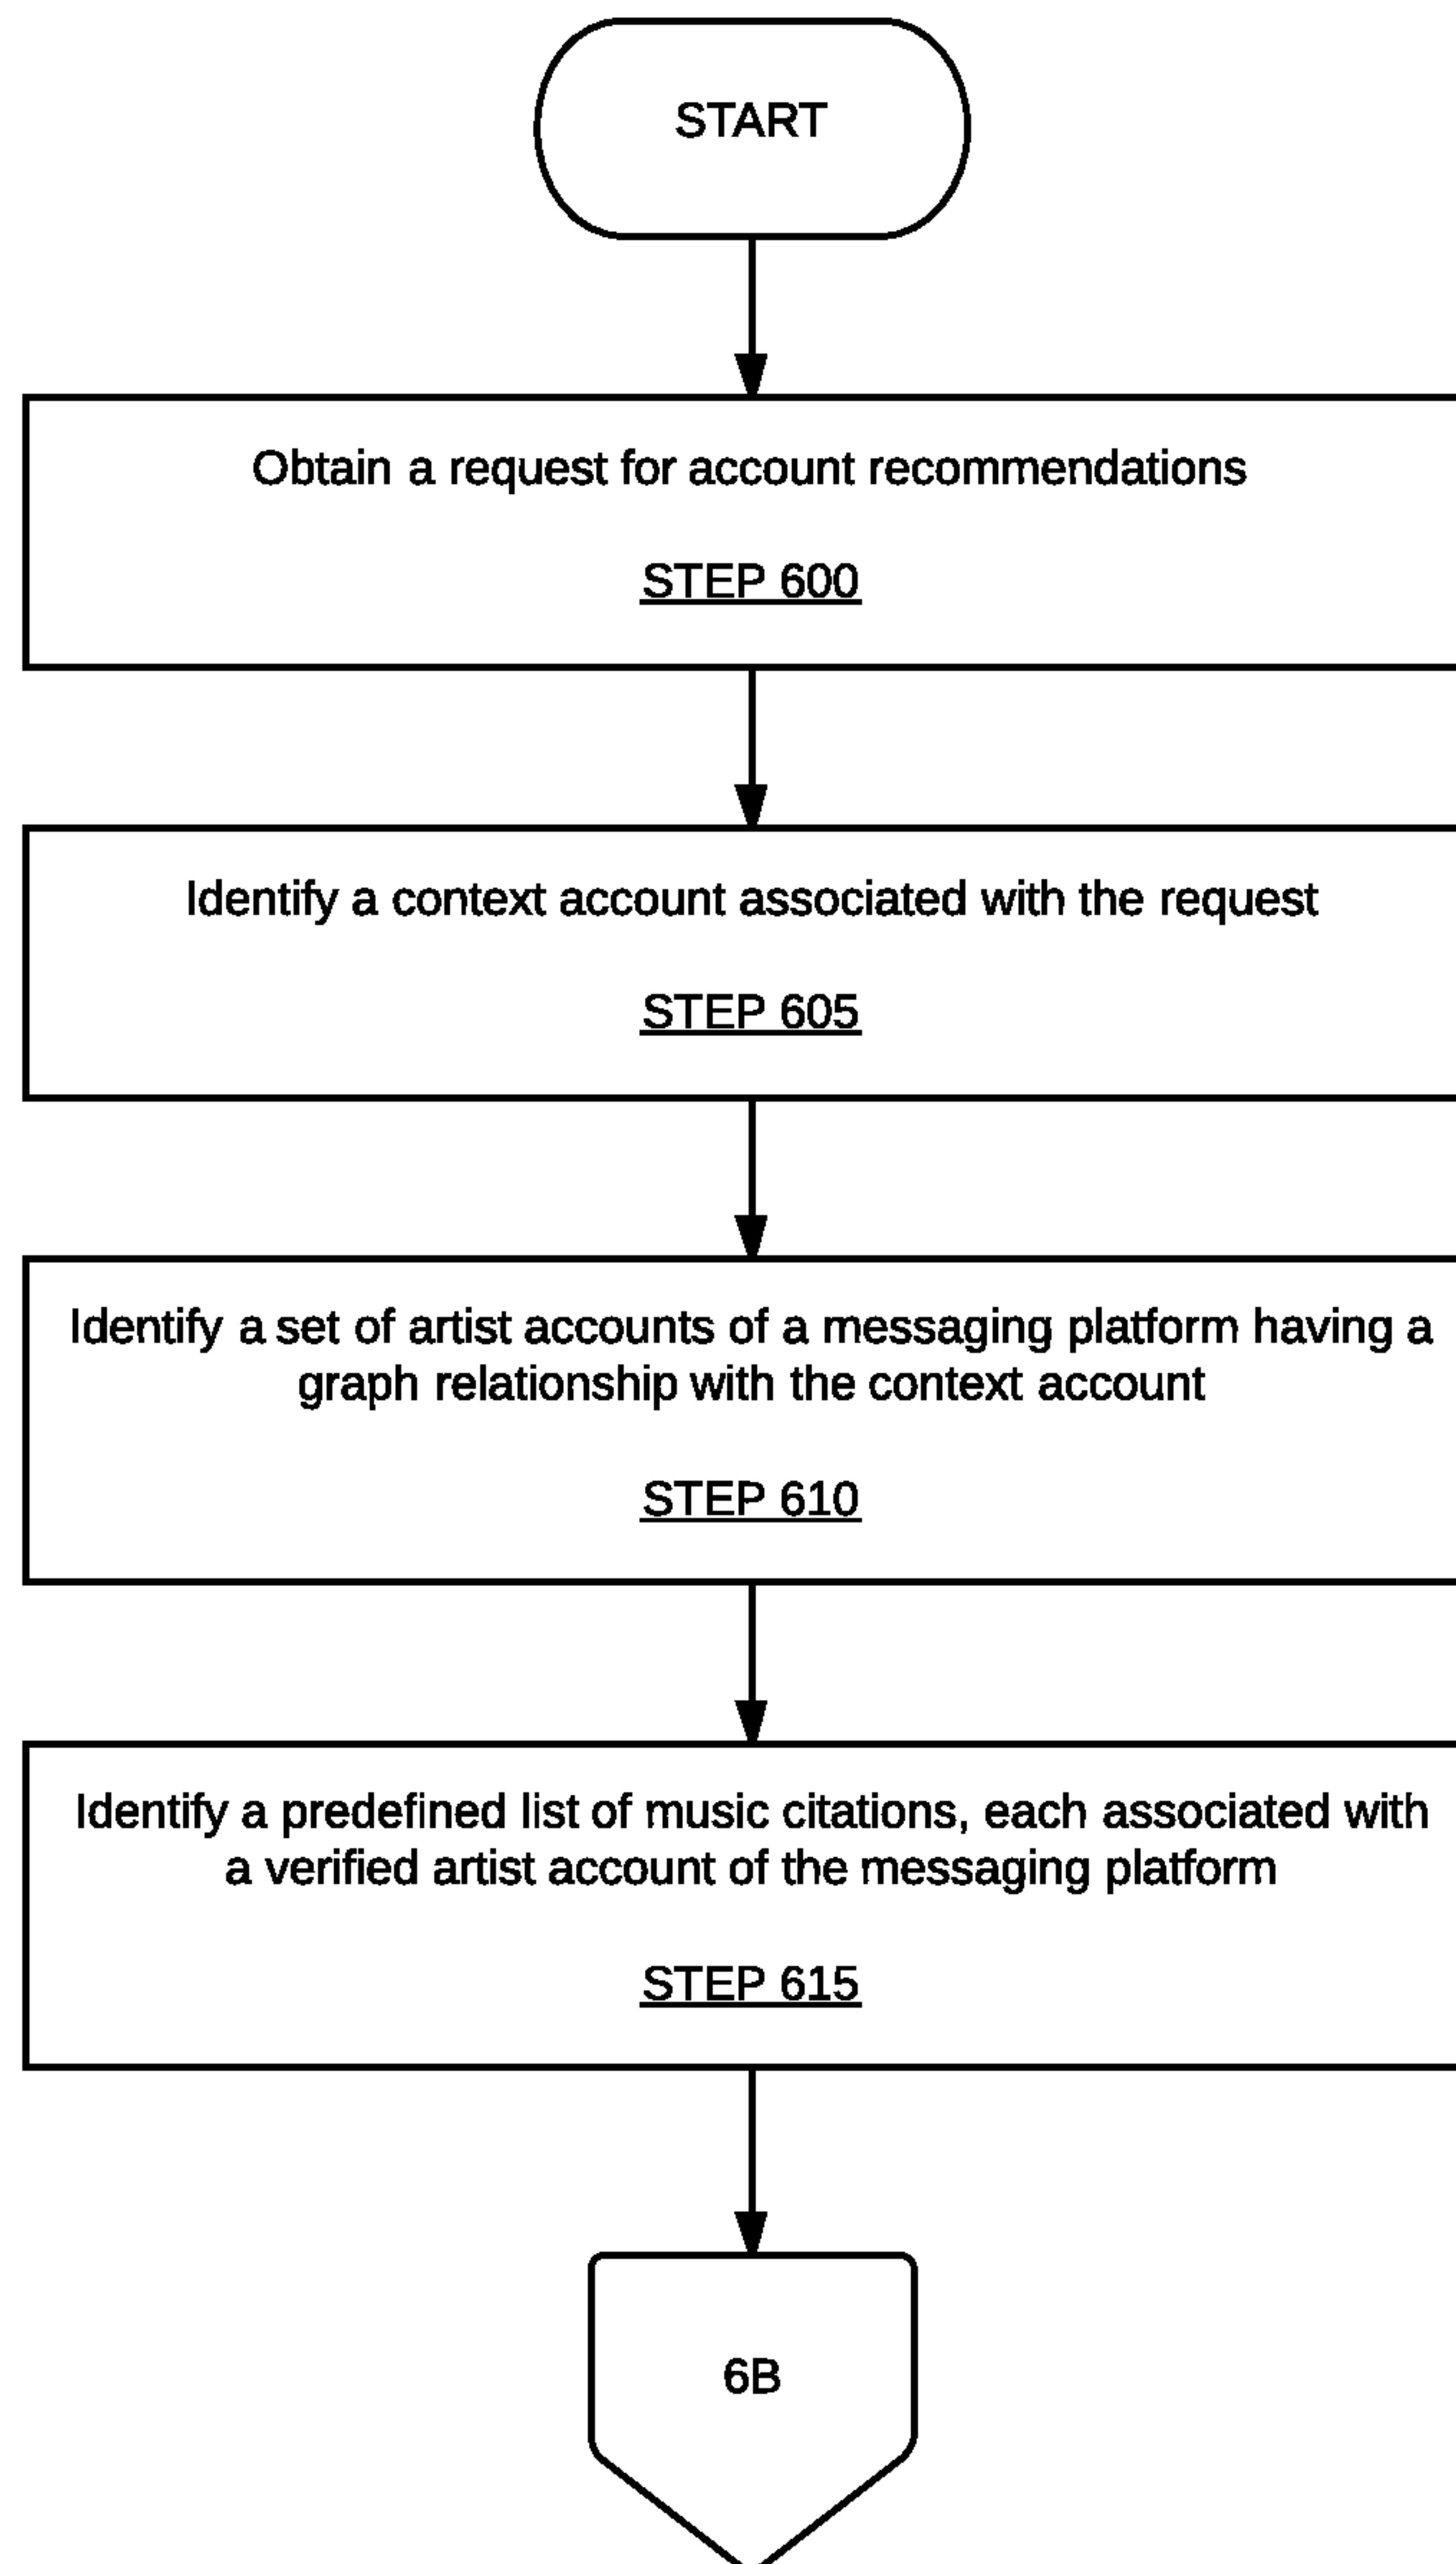 START
Obtain a request for account recommendations
STEP 600
Identify a context account associated with the request
STEP 605
Identify a set of artist accounts of a messaging platform having a
graph relationship with the context account
STEP 610
Identify a predefined list of music citations, each associated with
a verified artist account of the messaging platform
STEP 615
6B